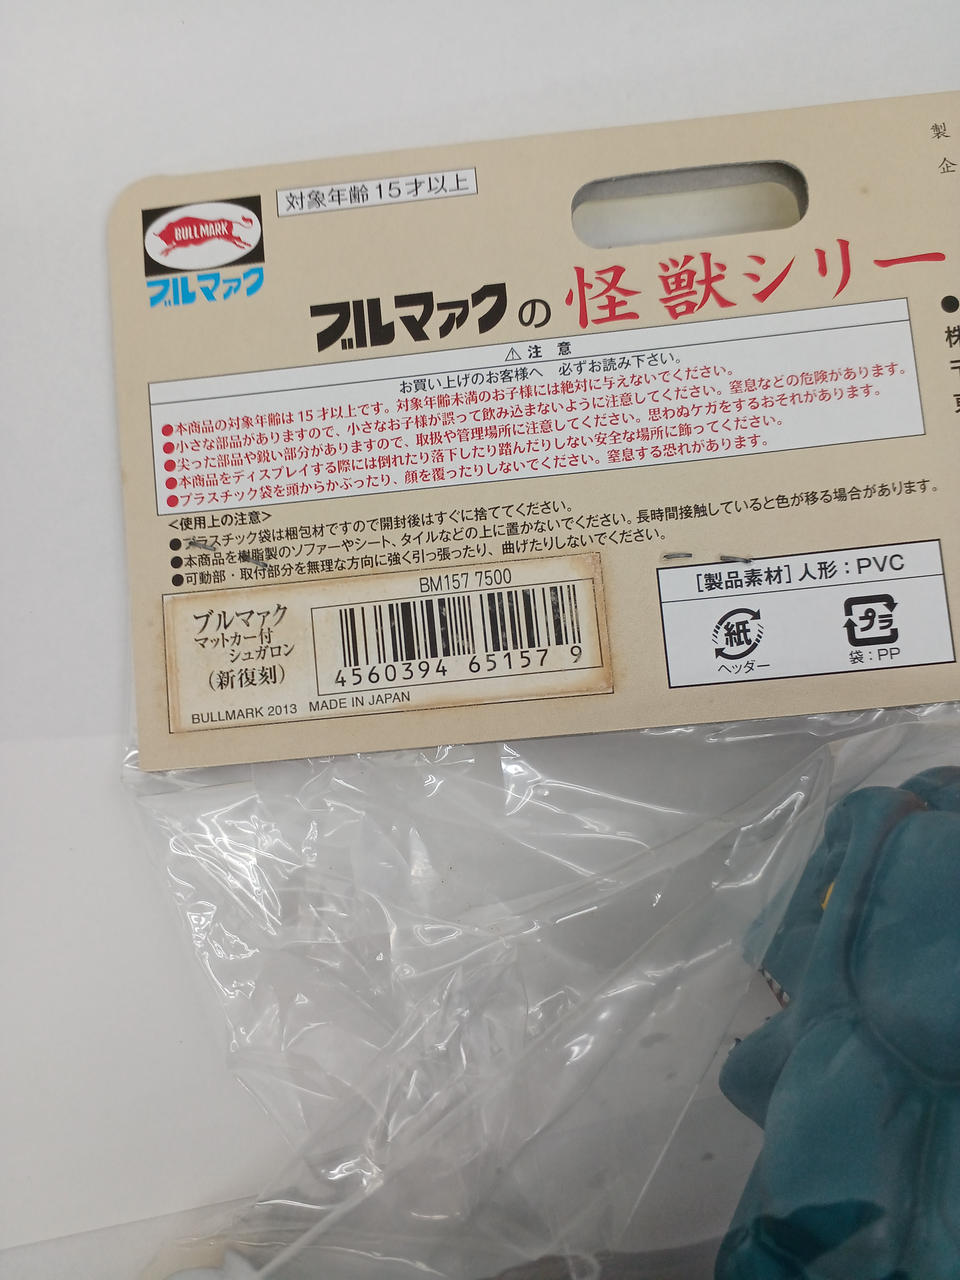 製
企
対象年齢15才以上
BULLMARK
ブルマァク
ブルマァクの怪獣シリー
⚠注 意
お買い上げのお客様へ 必ずお読み下さい。
●本商品の対象年齢は15才以上です。対象年齢未満のお子様には絶対に与えないでください。
●小さな部品がありますので、小さなお子様が誤って飲み込まないように注意してください。窒息などの危険があります。
●尖った部品や鋭い部分がありますので、取扱や管理場所に注意してください。思わぬケガをするおそれがあります。
●本商品をディスプレイする際には倒れたり落下したり踏んだりしない安全な場所に飾ってください。
●プラスチック袋を頭からかぶったり、顔を覆ったりしないでください。窒息する恐れがあります。
<使用上の注意>
●プラスチック袋は梱包材ですので開封後はすぐに捨ててください。
●本商品を樹脂製のソファーやシート、タイルなどの上に置かないでください。長時間接触していると色が移る場合があります。
●可動部・取付部分を無理な方向に強く引っ張ったり、曲げたりしないでください。
●
株
BM157 7500
ブルマァク
マットカー付
シュガロン
(新復刻)
4560394 65157 9
BULLMARK 2013 MADE IN JAPAN
[製品素材] 人形：PVC
紙
ヘッダー
プラ
袋：PP